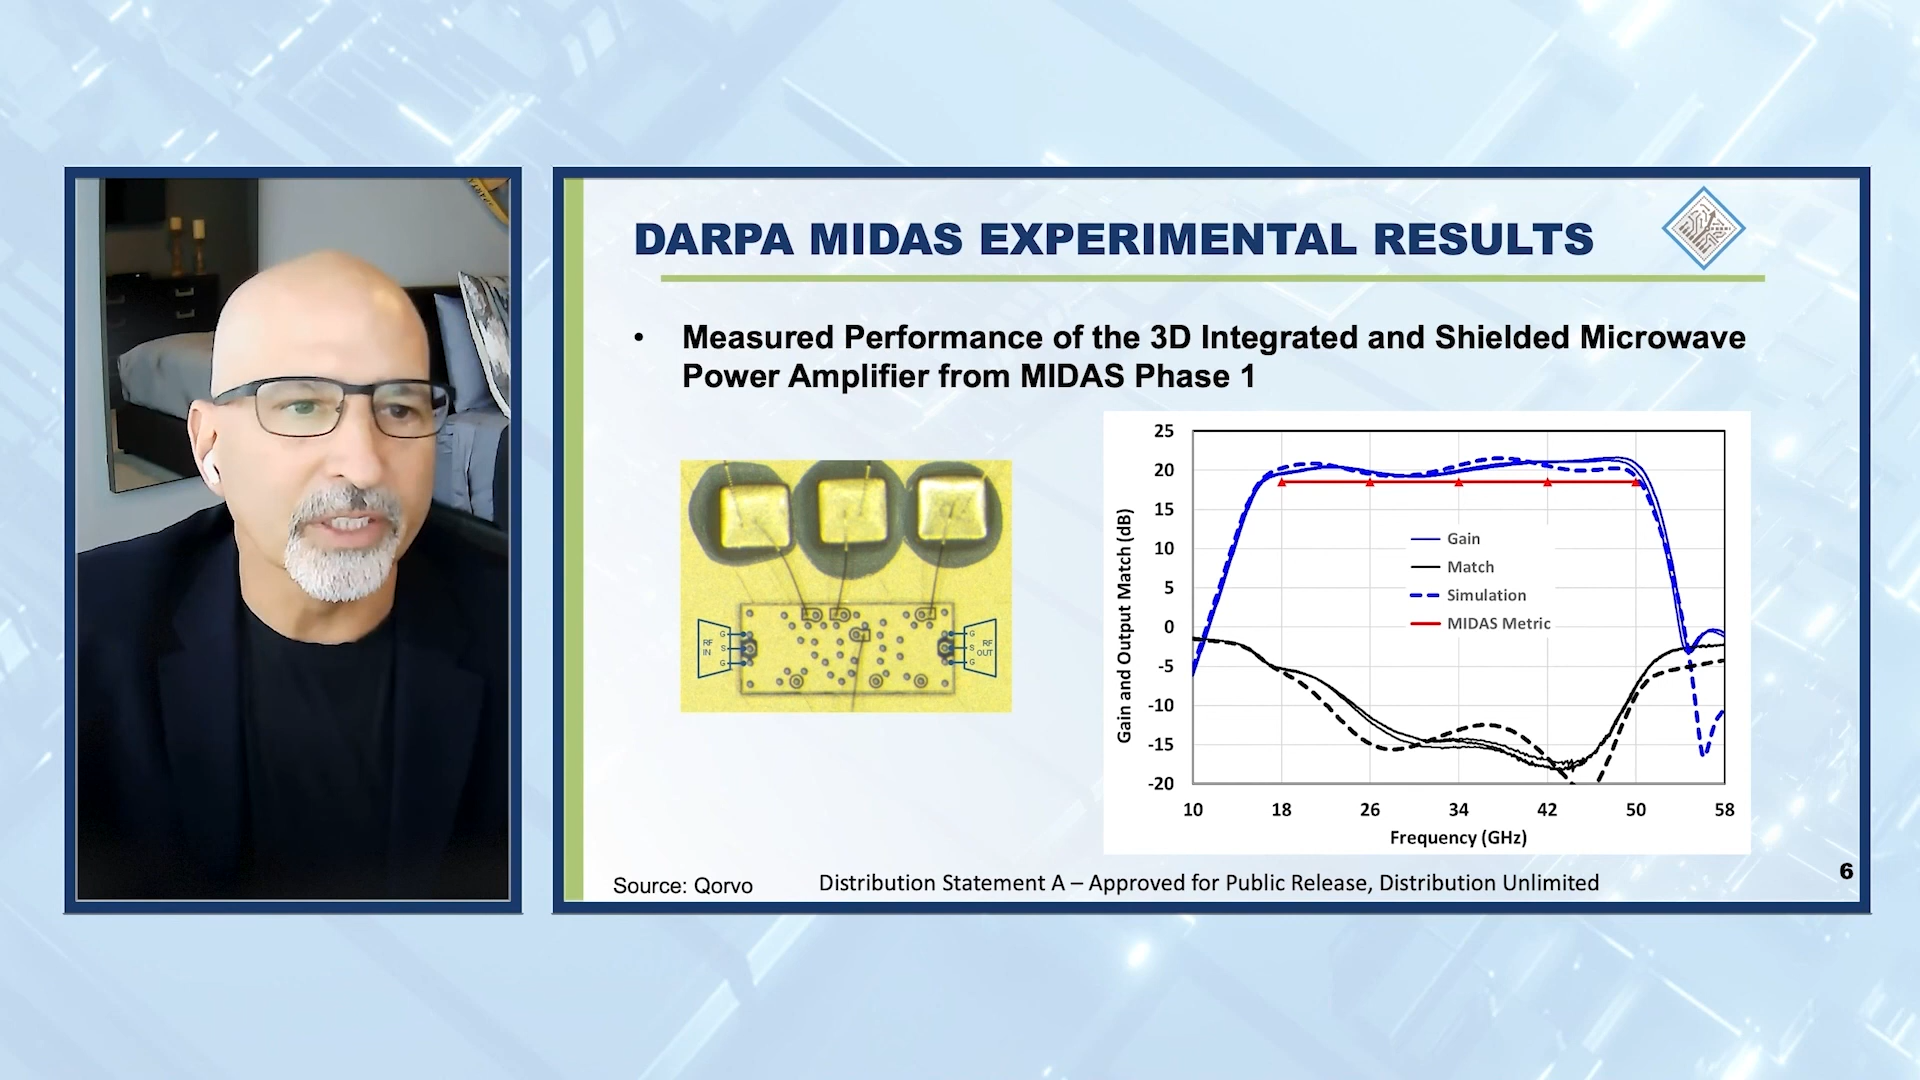 DARPA MIDAS EXPERIMENTAL RESULTS
• Measured Performance of the 3D Integrated and Shielded Microwave
Power Amplifier from MIDAS Phase 1
RF
IN
G
S
G
G
S
G
RF
OUT
Gain and Output Match (dB)
25
20
15
10
5
0
-5
-10
-15
-20
Gain
Match
Simulation
MIDAS Metric
10 18 26 34 42 50 58
Frequency (GHz)
Source: Qorvo
Distribution Statement A – Approved for Public Release, Distribution Unlimited
6